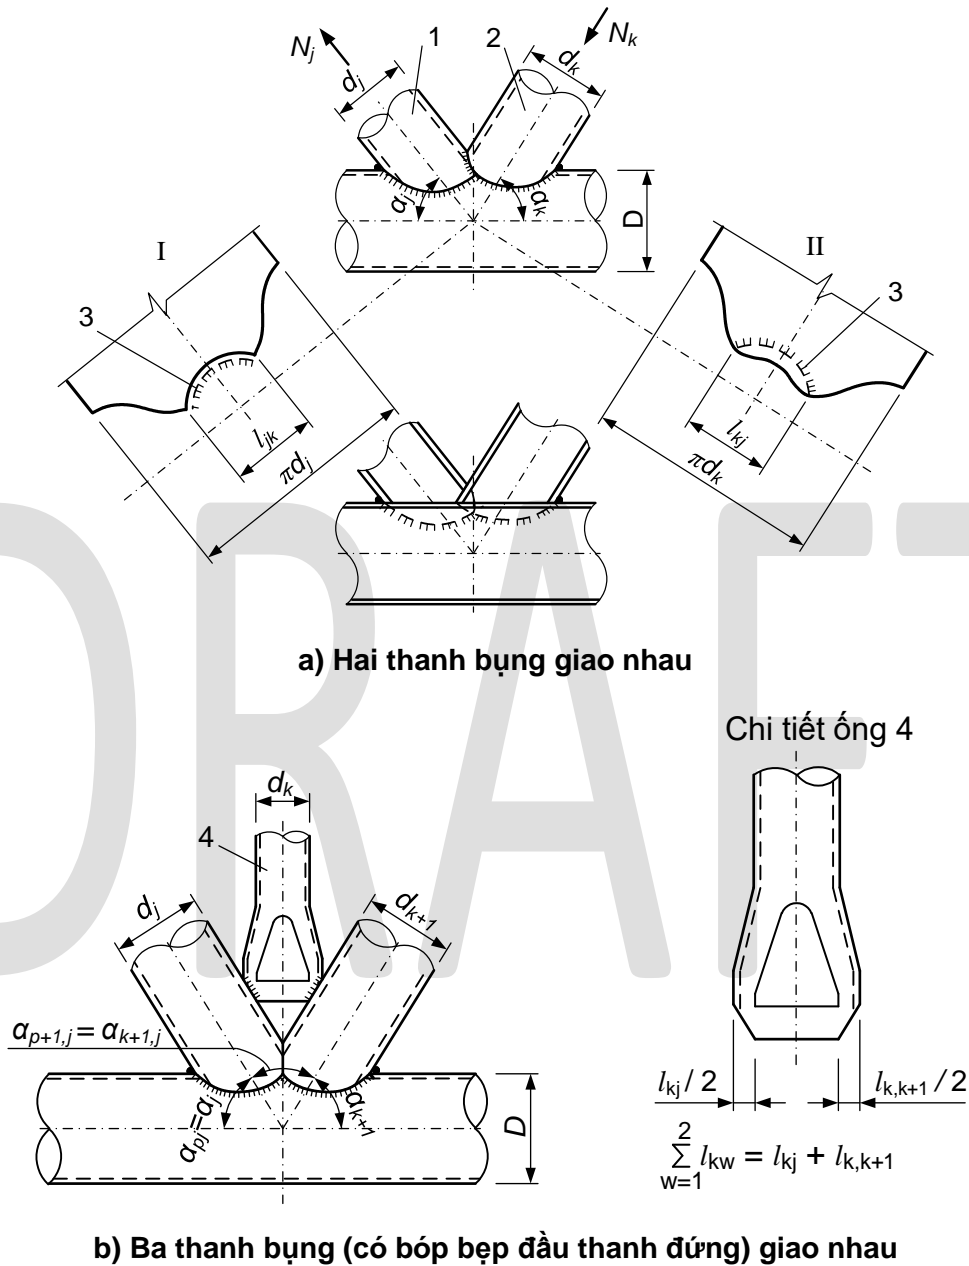 N_j
1
2
N_k
d_j
d_k
α_j
α_k
D
I
II
3
3
l_jk
πd_j
l_kj
πd_k
DRAFT
a) Hai thanh bụng giao nhau
Chi tiết ống 4
d_k
4
d_j
d_k+1
α_p+1,j = α_k+1,j
α_pj=α_j
α_k+1
D
l_kj / 2
l_k,k+1 / 2
2
∑ l_kw = l_kj + l_k,k+1
w=1
b) Ba thanh bụng (có bóp bẹp đầu thanh đứng) giao nhau